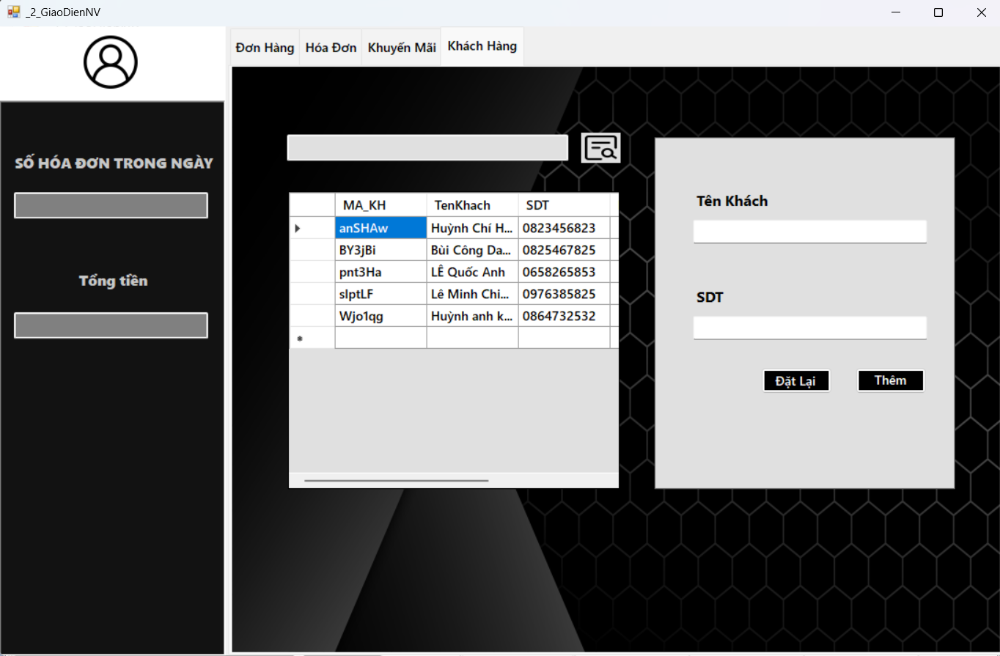 _2_GiaoDienNV
Đơn Hàng Hóa Đơn Khuyến Mãi Khách Hàng
SỐ HÓA ĐƠN TRONG NGÀY
Tổng tiền
MA_KH TenKhach SDT
anSHAw Huỳnh Chí H... 0823456823
BY3jBi Bùi Công Da... 0825467825
pnt3Ha LÊ Quốc Anh 0658265853
slptLF Lê Minh Chi... 0976385825
Wjo1qg Huỳnh anh k... 0864732532
Tên Khách
SDT
Đặt Lại Thêm